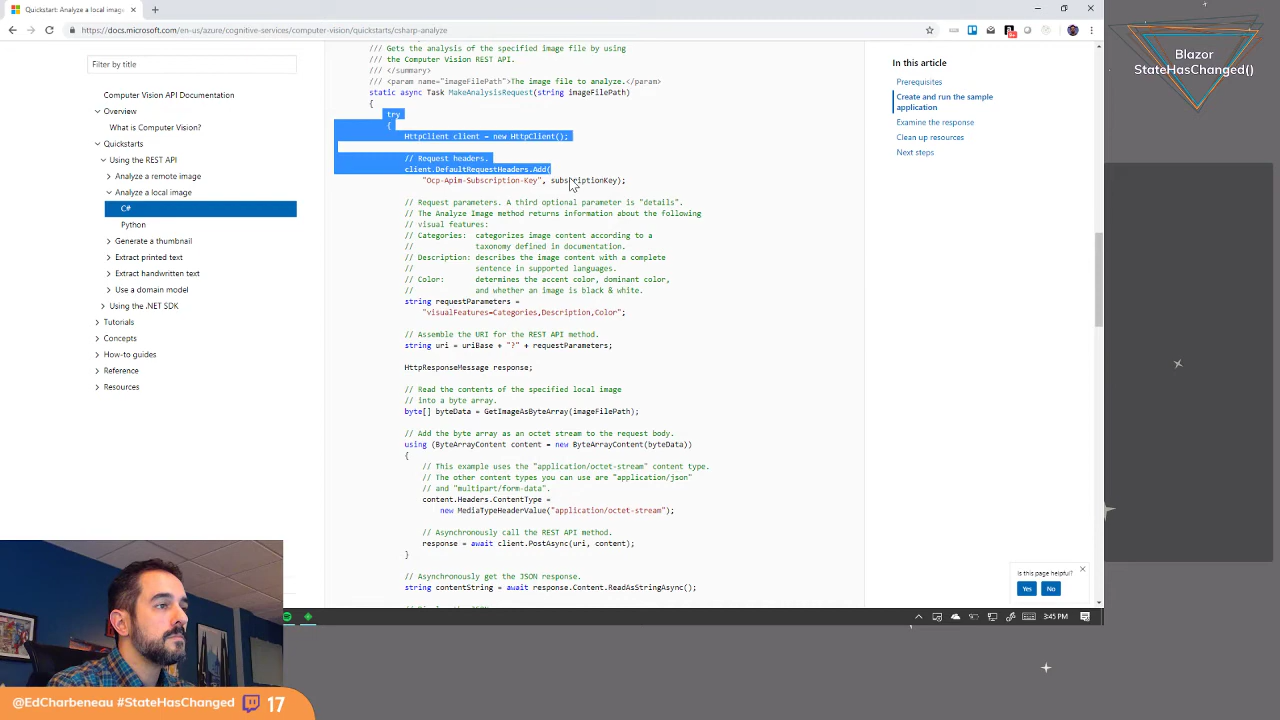 Quickstart: Analyze a local image
https://docs.microsoft.com/en-us/azure/cognitive-services/computer-vision/quickstarts/csharp-analyze
Blazor
StateHasChanged()
Filter by title
Computer Vision API Documentation
Overview
What is Computer Vision?
Quickstarts
Using the REST API
Analyze a remote image
Analyze a local image
C#
Python
Generate a thumbnail
Extract printed text
Extract handwritten text
Use a domain model
Using the .NET SDK
Tutorials
Concepts
How-to guides
Reference
Resources
/// Gets the analysis of the specified image file by using
/// the Computer Vision REST API.
/// </summary>
/// <param name="imageFilePath">The image file to analyze.</param>
static async Task MakeAnalysisRequest(string imageFilePath)
{
try
{
HttpClient client = new HttpClient();
// Request headers.
client.DefaultRequestHeaders.Add(
"Ocp-Apim-Subscription-Key", subscriptionKey);
// Request parameters. A third optional parameter is "details".
// The Analyze Image method returns information about the following
// visual features:
// Categories: categorizes image content according to a
// taxonomy defined in documentation.
// Description: describes the image content with a complete
// sentence in supported languages.
// Color: determines the accent color, dominant color,
// and whether an image is black & white.
string requestParameters =
"visualFeatures=Categories,Description,Color";
// Assemble the URI for the REST API method.
string uri = uriBase + "?" + requestParameters;
HttpResponseMessage response;
// Read the contents of the specified local image
// into a byte array.
byte[] byteData = GetImageAsByteArray(imageFilePath);
// Add the byte array as an octet stream to the request body.
using (ByteArrayContent content = new ByteArrayContent(byteData))
{
// This example uses the "application/octet-stream" content type.
// The other content types you can use are "application/json"
// and "multipart/form-data".
content.Headers.ContentType =
new MediaTypeHeaderValue("application/octet-stream");
// Asynchronously call the REST API method.
response = await client.PostAsync(uri, content);
}
// Asynchronously get the JSON response.
string contentString = await response.Content.ReadAsStringAsync();
In this article
Prerequisites
Create and run the sample
application
Examine the response
Clean up resources
Next steps
Is this page helpful?
Yes
No
3:45 PM
@EdCharbeneau #StateHasChanged 17